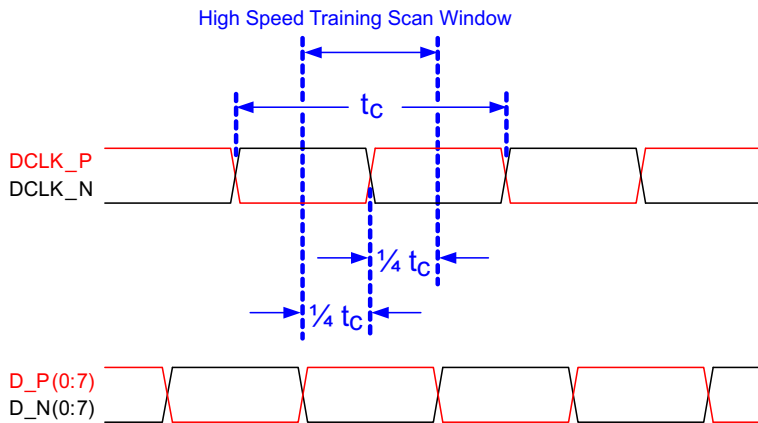 High Speed Training Scan Window
tC
DCLK_P
DCLK_N
¼ tC
¼ tC
D_P(0:7)
D_N(0:7)